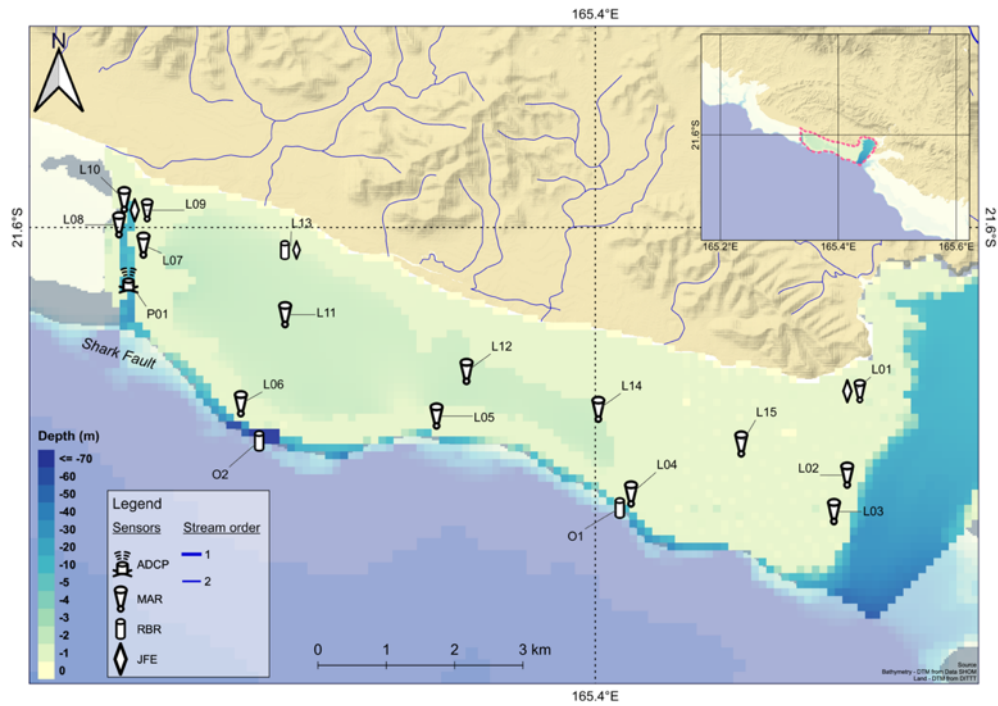 165.4°E
N
21.6°S
165.2°E
165.4°E
165.6°E
L10
L09
L08
L13
21.6°S
21.6°S
L07
P01
L11
Shark Fault
L12
L01
L06
L14
L05
L15
Depth (m)
<= -70
-60
-50
-40
-30
-20
-10
-5
-4
-3
-2
-1
0
O2
L04
L02
L03
O1
Legend
Sensors
Stream order
ADCP
1
2
MAR
RBR
JFE
0
1
2
3 km
Source
Bathymetry - DTM from Data SHOM
Land - DTM from DITTT
165.4°E